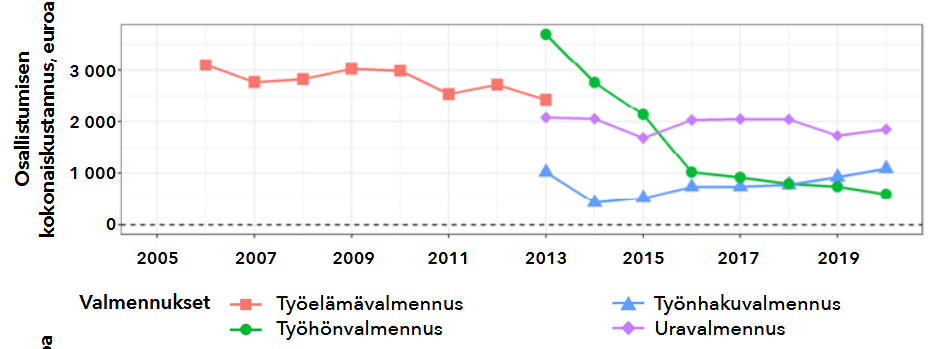 Osallistumisen
kokonaiskustannus, euroa
3 000
2 000
1 000
0
2005 2007 2009 2011 2013 2015 2017 2019
Valmennukset Työelämävalmennus Työnhakuvalmennus
Työhönvalmennus Uravalmennus